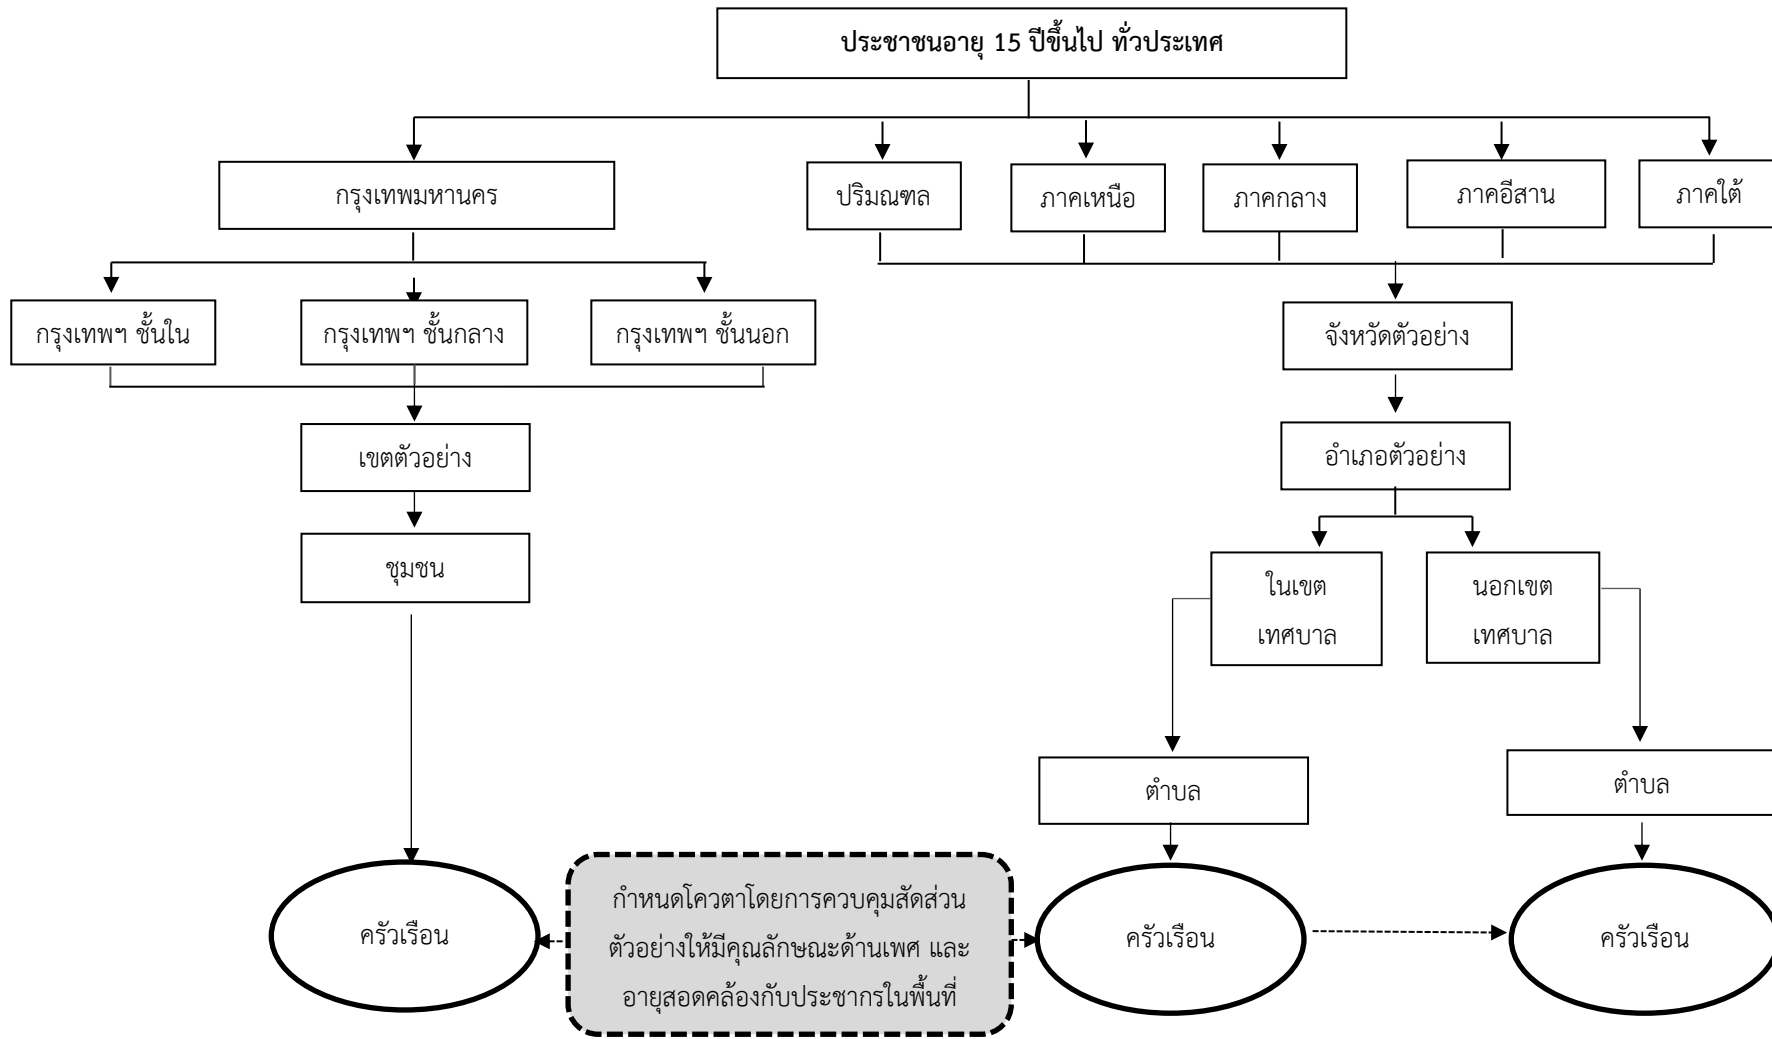 ประชาชนอายุ 15 ปีขึ้นไป ทั่วประเทศ
กรุงเทพมหานคร
ปริมณฑล
ภาคเหนือ
ภาคกลาง
ภาคอีสาน
ภาคใต้
กรุงเทพฯ ชั้นใน
กรุงเทพฯ ชั้นกลาง
กรุงเทพฯ ชั้นนอก
จังหวัดตัวอย่าง
เขตตัวอย่าง
อำเภอตัวอย่าง
ชุมชน
ในเขต
เทศบาล
นอกเขต
เทศบาล
ตำบล
ตำบล
ครัวเรือน
กำหนดโควตาโดยการควบคุมสัดส่วน
ตัวอย่างให้มีคุณลักษณะด้านเพศ และ
อายุสอดคล้องกับประชากรในพื้นที่
ครัวเรือน
ครัวเรือน